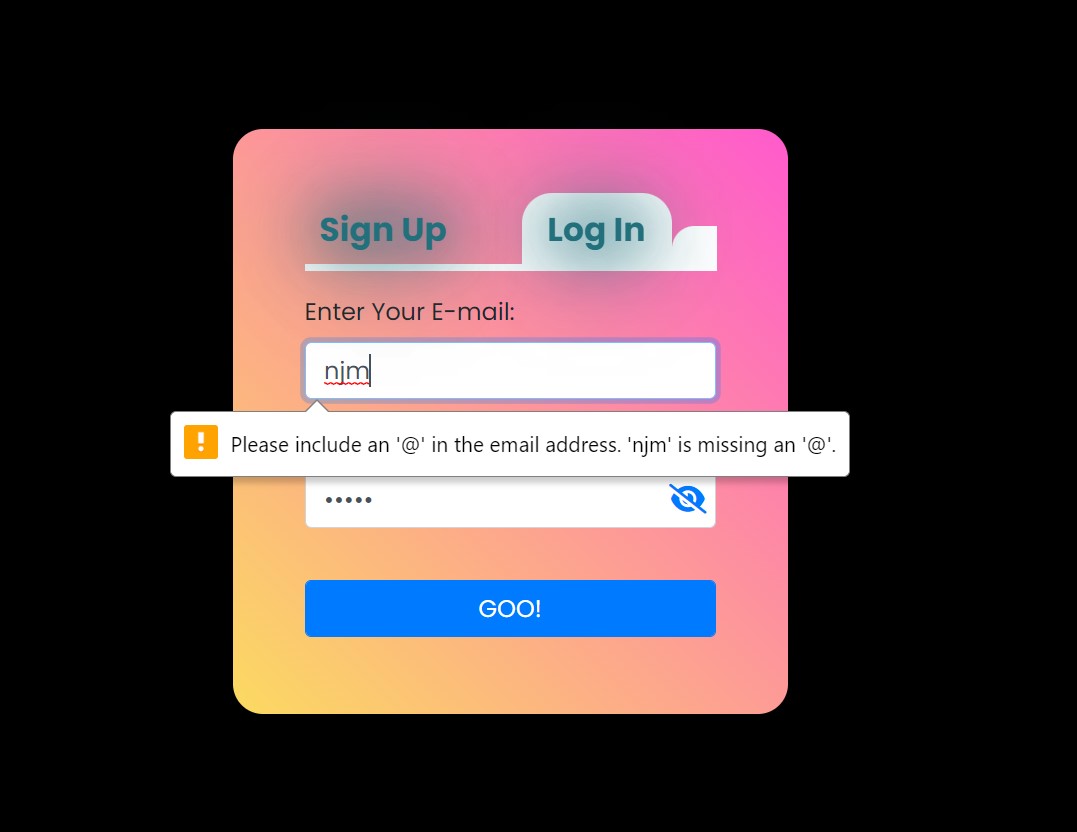 Sign Up
Log In
Enter Your E-mail:
njm
Please include an '@' in the email address. 'njm' is missing an '@'.
•••••
GOO!